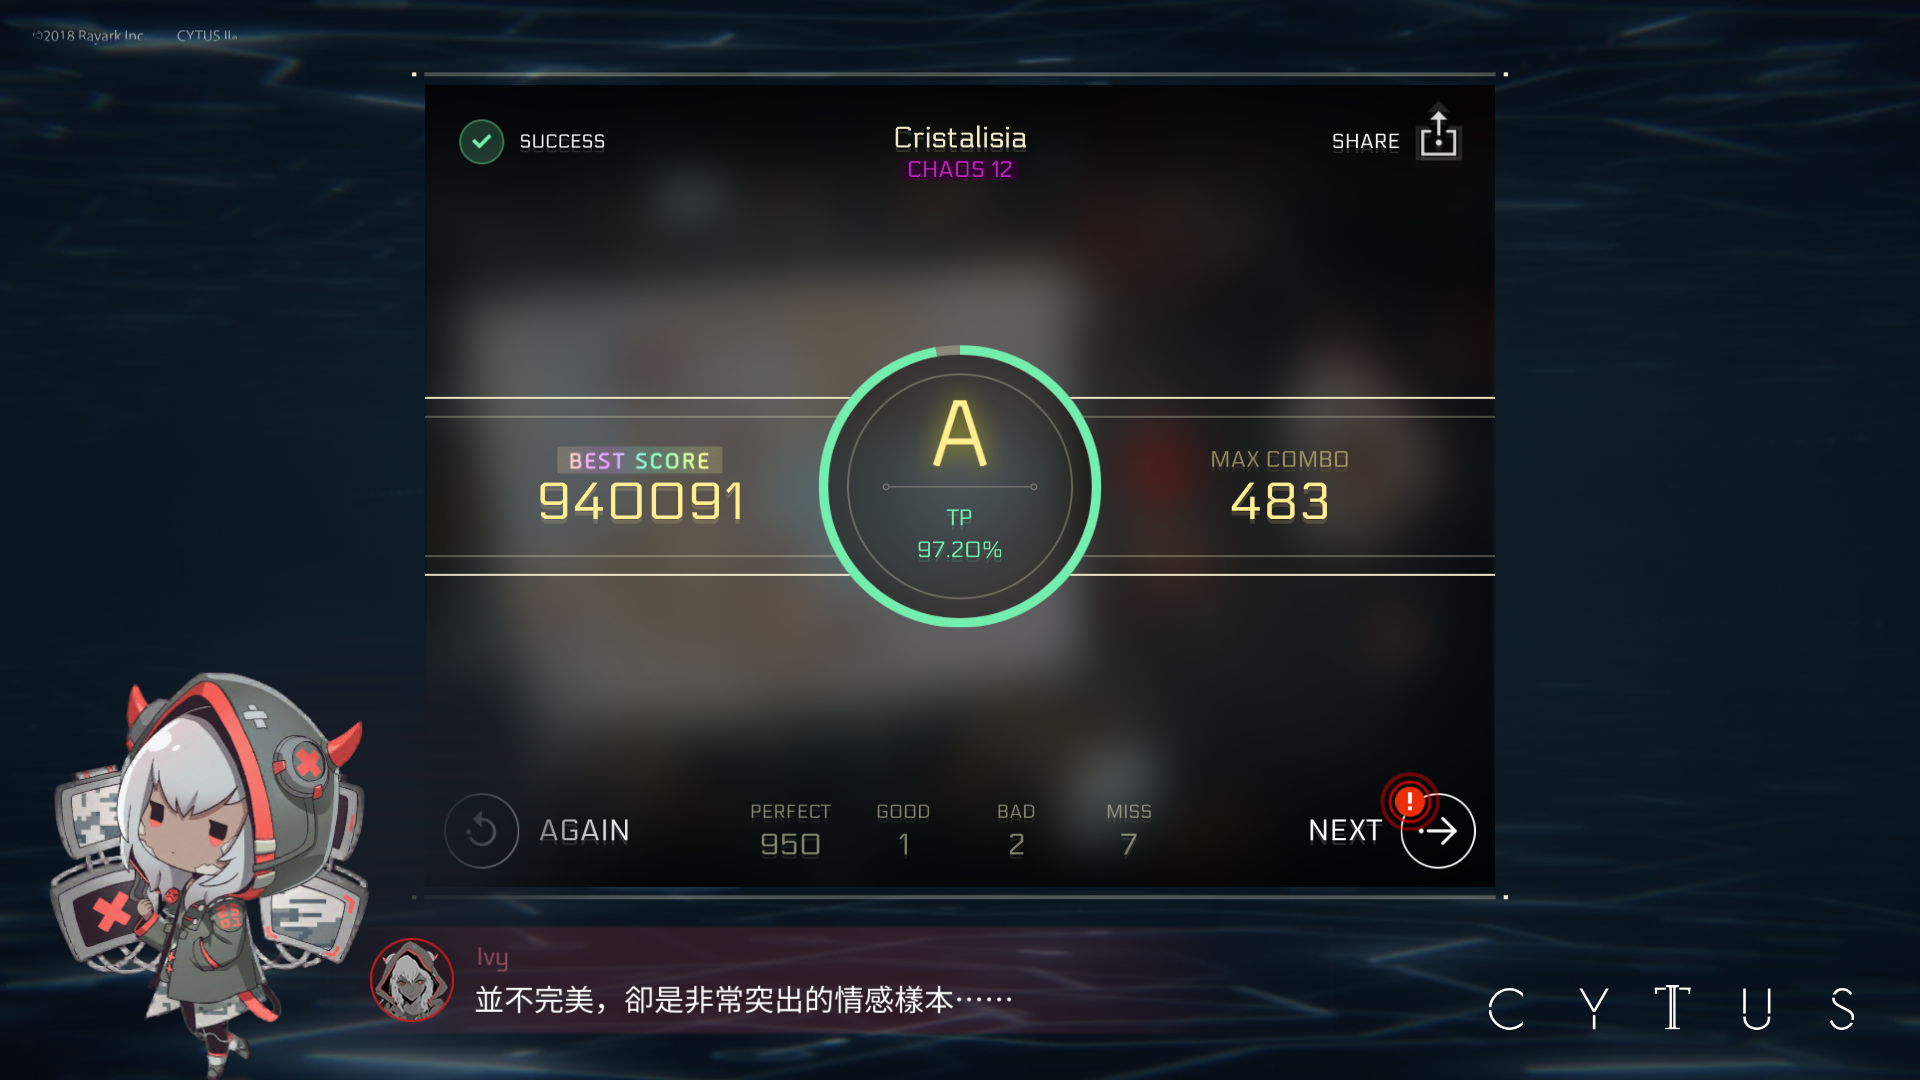 ©2018 Rayark Inc. CYTUS II
SUCCESS
Cristalisia
CHAOS 12
SHARE
BEST SCORE
940091
A
TP
97.20%
MAX COMBO
483
AGAIN
PERFECT GOOD BAD MISS
950 1 2 7
NEXT
!
Ivy
並不完美，卻是非常突出的情感樣本……
CYTUS